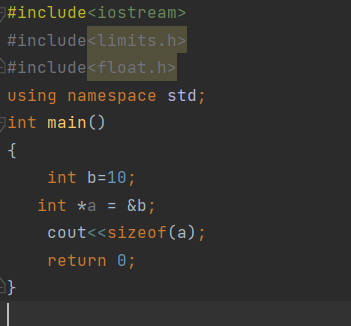 #include<iostream>
#include<limits.h>
#include<float.h>
using namespace std;
int main()
{
    int b=10;
   int *a = &b;
    cout<<sizeof(a);
    return 0;
}